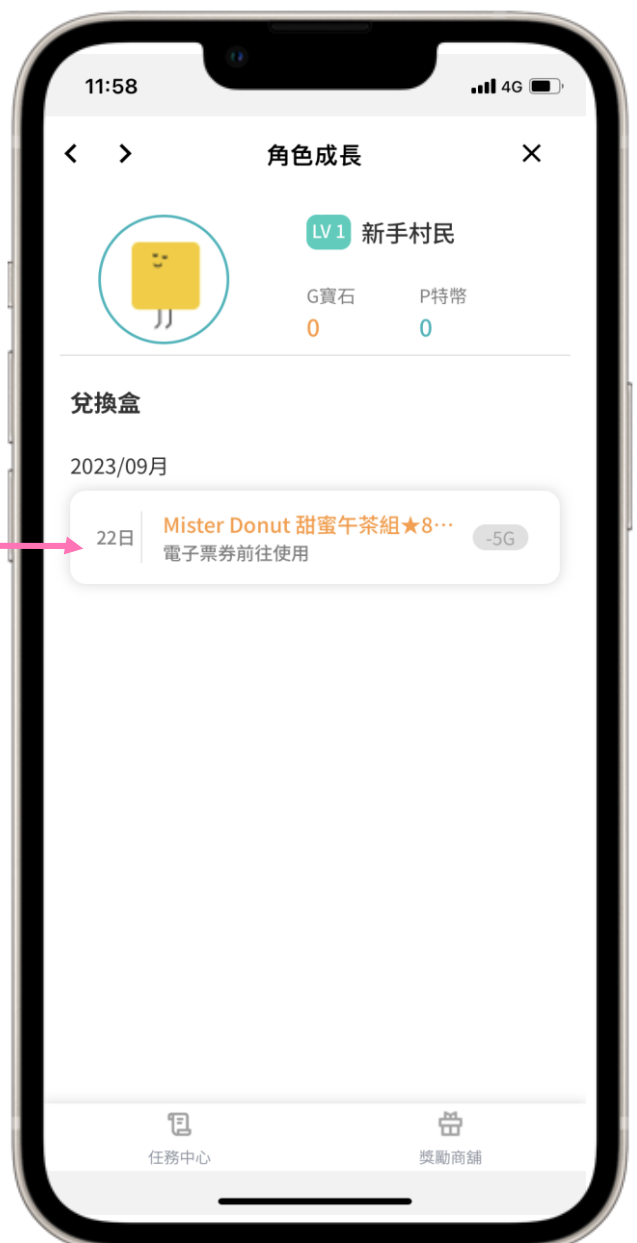 11:58
4G
角色成長
LV 1 新手村民
G寶石 P特幣
0 0
兌換盒
2023/09月
22日
Mister Donut 甜蜜午茶組★8…
電子票券前往使用
-5G
任務中心 獎勵商舖